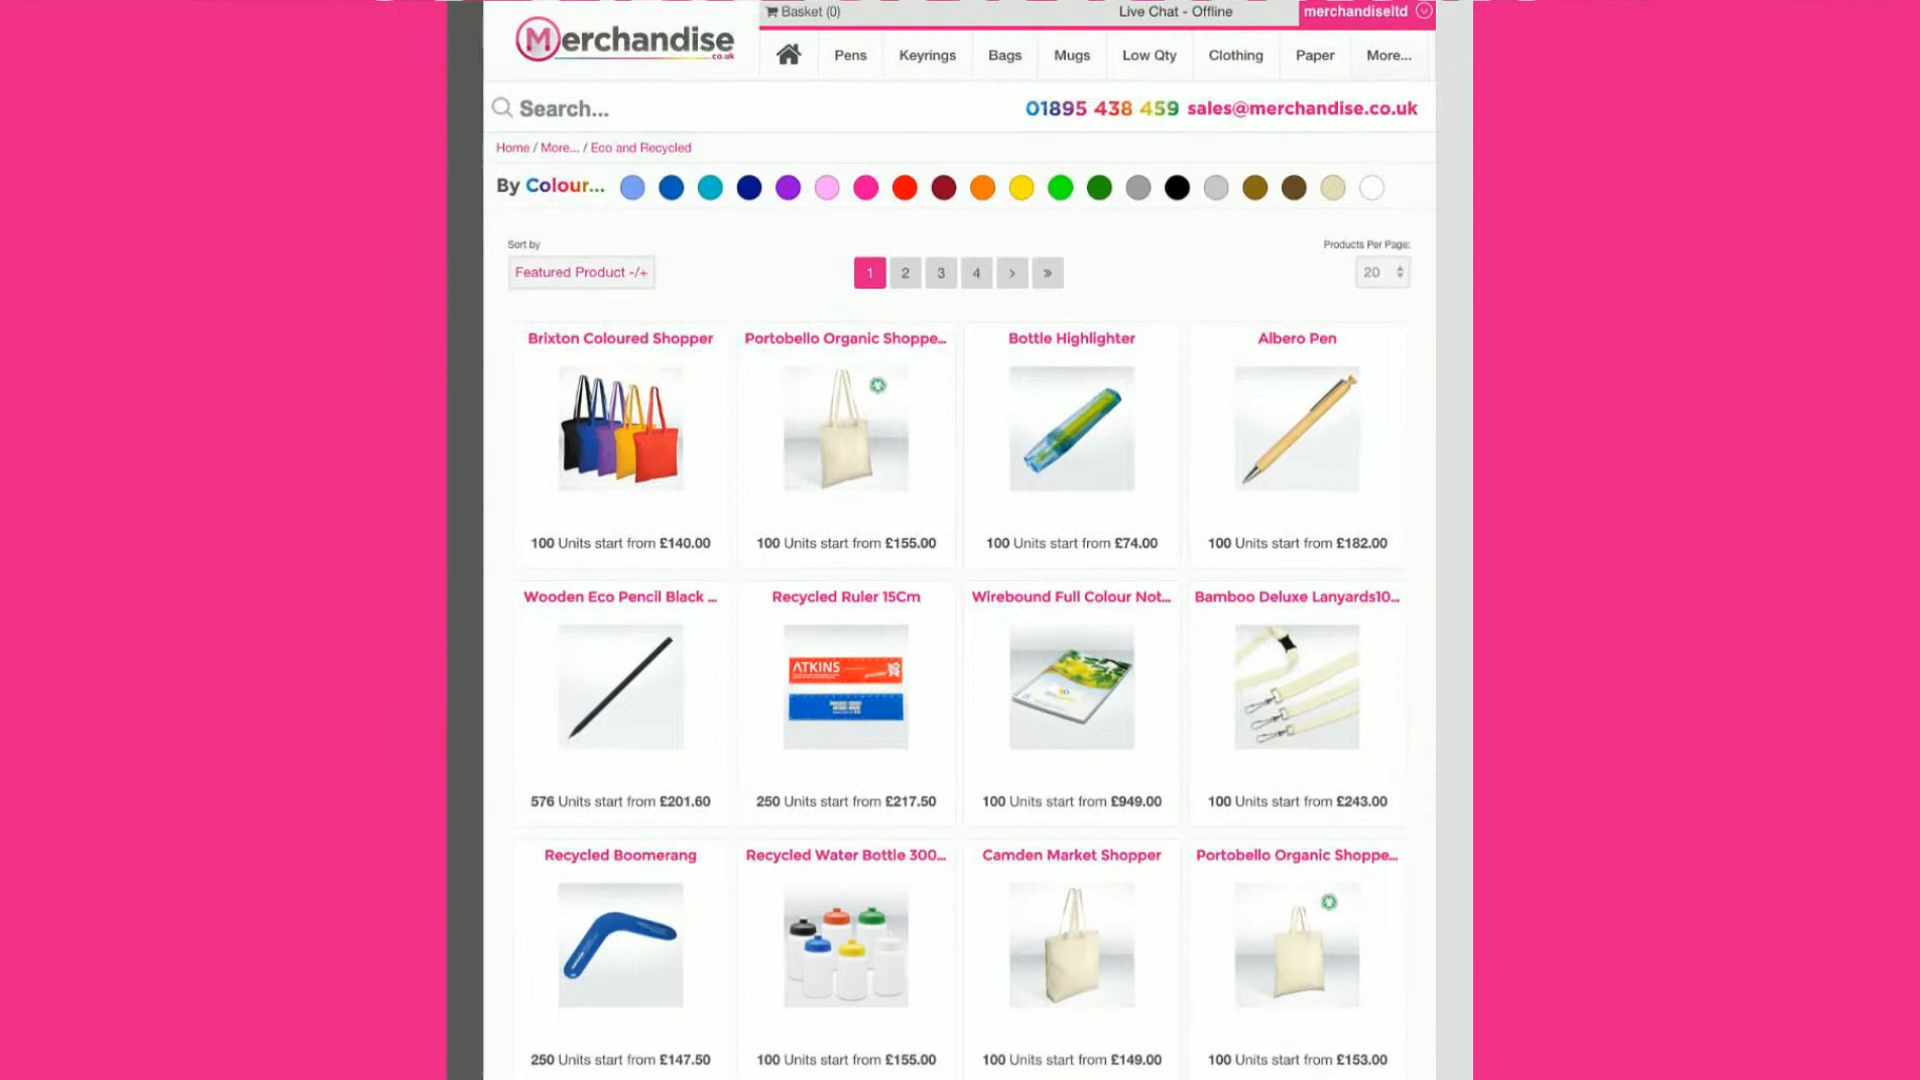 Basket (0)
Live Chat - Offline
merchandiseltd
Merchandise
.co.uk
Pens
Keyrings
Bags
Mugs
Low Qty
Clothing
Paper
More...
Search...
01895 438 459 sales@merchandise.co.uk
Home / More... / Eco and Recycled
By Colour...
Sort by
Products Per Page:
Featured Product -/+
1 2 3 4 › »
20
Brixton Coloured Shopper
Portobello Organic Shoppe...
Bottle Highlighter
Albero Pen
100 Units start from £140.00
100 Units start from £155.00
100 Units start from £74.00
100 Units start from £182.00
Wooden Eco Pencil Black ...
Recycled Ruler 15Cm
Wirebound Full Colour Not...
Bamboo Deluxe Lanyards10...
ATKINS
576 Units start from £201.60
250 Units start from £217.50
100 Units start from £949.00
100 Units start from £243.00
Recycled Boomerang
Recycled Water Bottle 300...
Camden Market Shopper
Portobello Organic Shoppe...
250 Units start from £147.50
100 Units start from £155.00
100 Units start from £149.00
100 Units start from £153.00